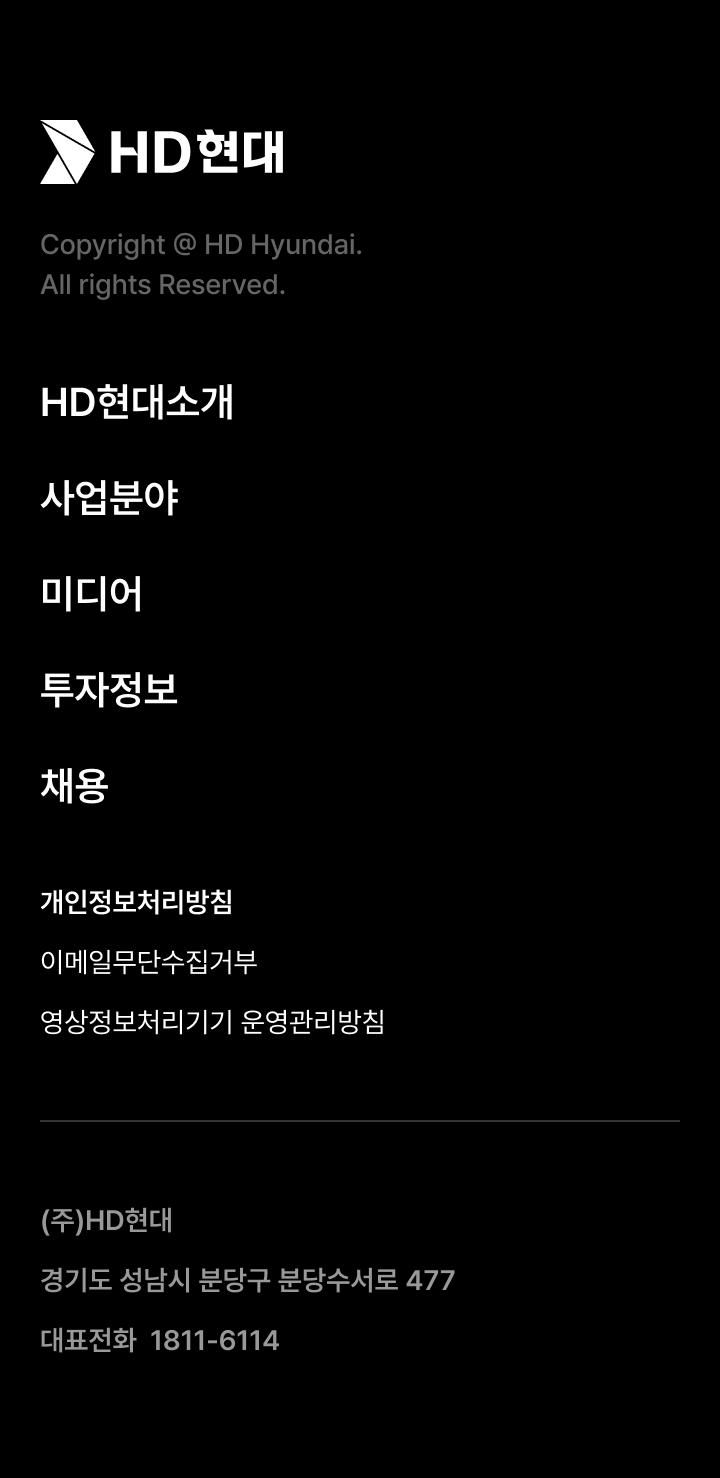 HD현대
Copyright @ HD Hyundai.
All rights Reserved.
HD현대소개
사업분야
미디어
투자정보
채용
개인정보처리방침
이메일무단수집거부
영상정보처리기기 운영관리방침
(주)HD현대
경기도 성남시 분당구 분당수서로 477
대표전화 1811-6114